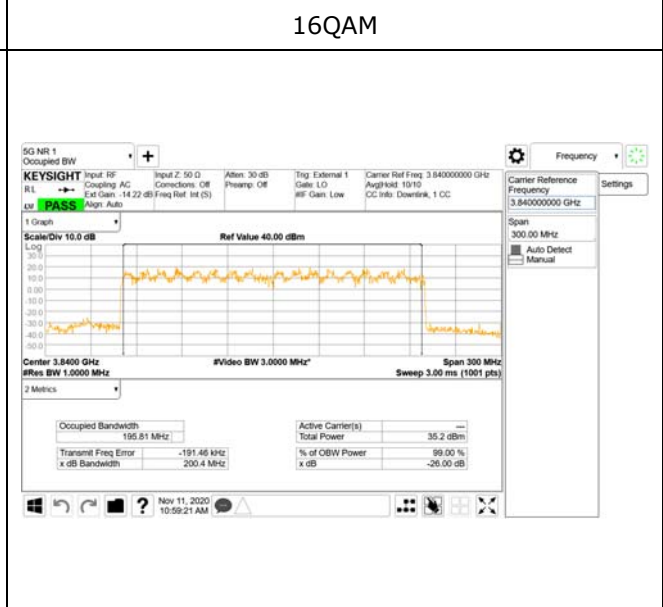 16QAM
5G NR 1
Occupied BW
Frequency
KEYSIGHT
RL
PASS
Input: RF
Coupling: AC
Ext Gain: -14.22 dB
Align: Auto
Input Z: 50 Ω
Corrections: Off
Freq Ref: Int (S)
Atten: 30 dB
Preamp: Off
Trig: External 1
Gate: LO
#IF Gain: Low
Carrier Ref Freq: 3.840000000 GHz
Avg|Hold: 10/10
CC Info: Downlink, 1 CC
Carrier Reference
Frequency
3.840000000 GHz
Settings
Span
300.00 MHz
Auto Detect
Manual
1 Graph
Scale/Div 10.0 dB
Ref Value 40.00 dBm
Log
30.0
20.0
10.0
0.00
-10.0
-20.0
-30.0
-40.0
-50.0
Center 3.8400 GHz
#Video BW 3.0000 MHz*
Span 300 MHz
#Res BW 1.0000 MHz
Sweep 3.00 ms (1001 pts)
2 Metrics
Occupied Bandwidth
195.81 MHz
Transmit Freq Error -191.46 kHz
x dB Bandwidth 200.4 MHz
Active Carrier(s) ---
Total Power 35.2 dBm
% of OBW Power 99.00 %
x dB -26.00 dB
?
Nov 11, 2020
10:59:21 AM